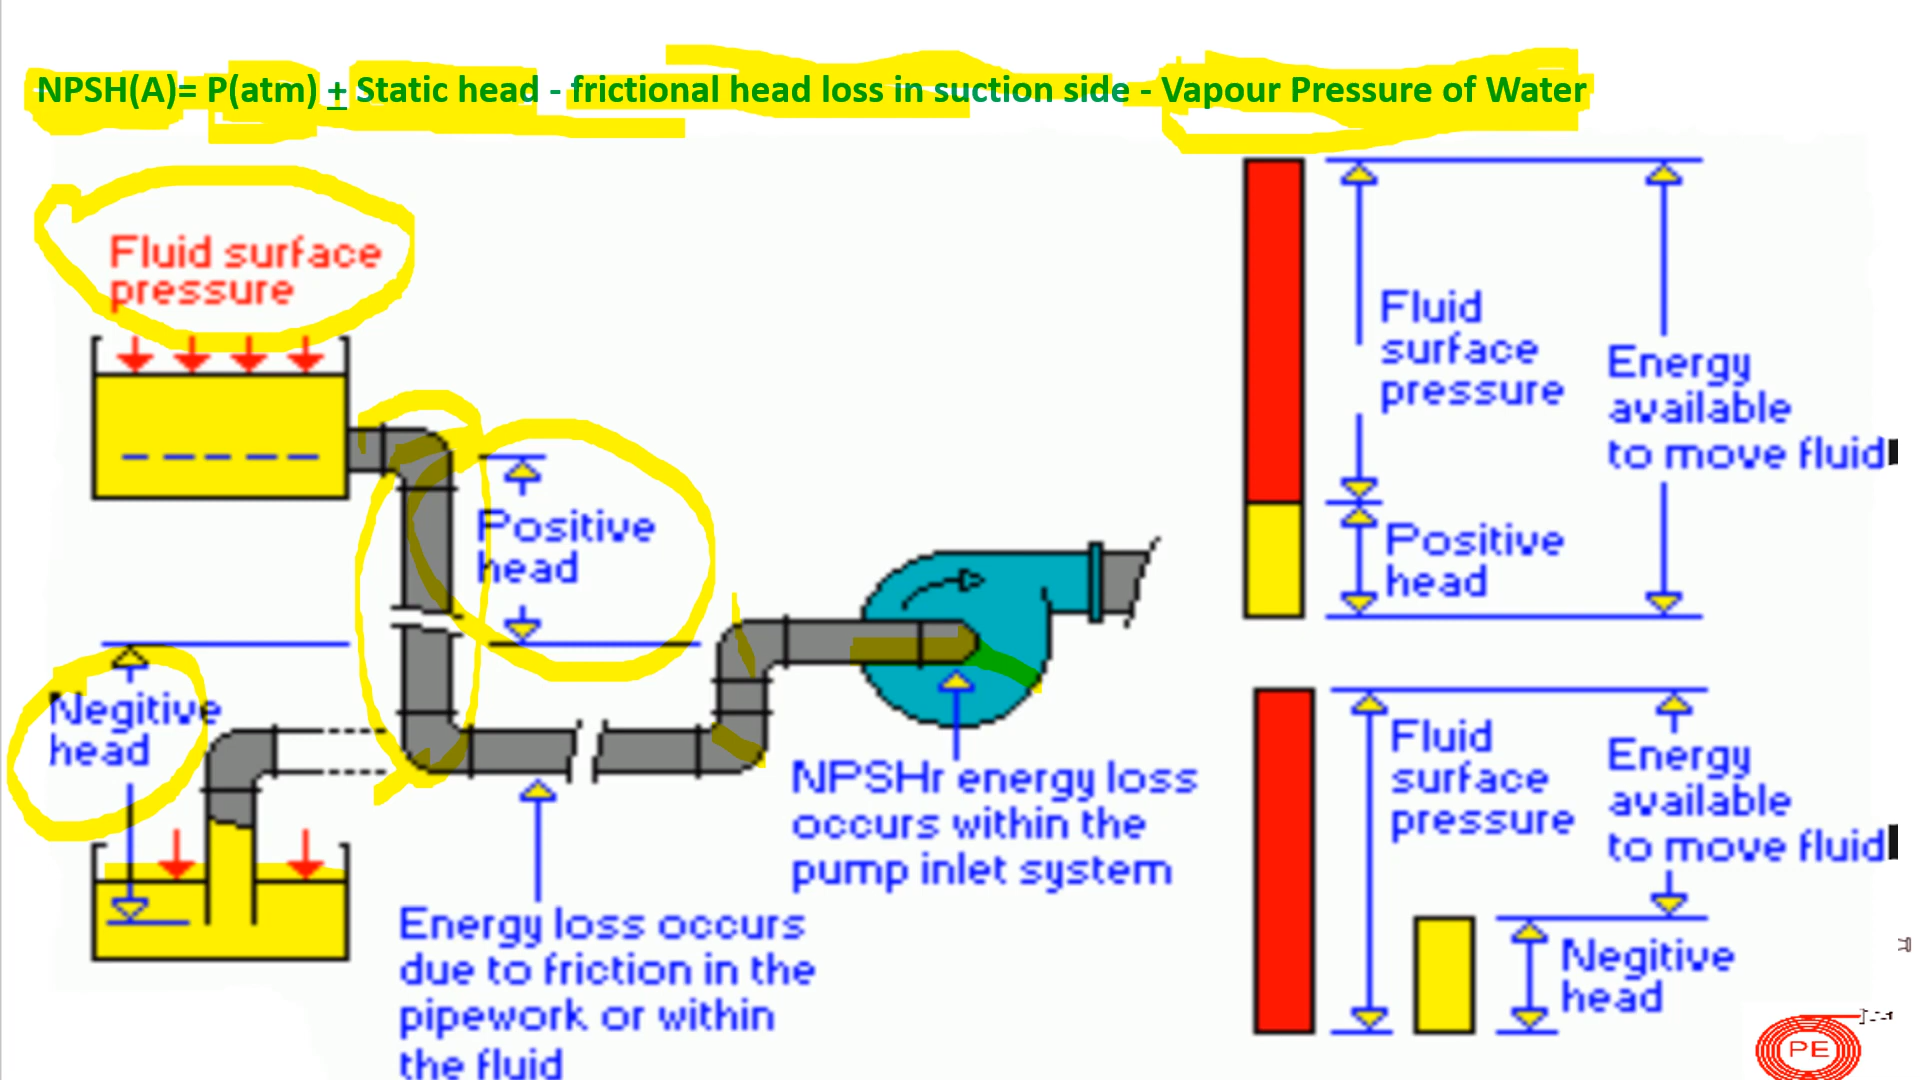 NPSH(A)= P(atm) ± Static head - frictional head loss in suction side - Vapour Pressure of Water
Fluid surface
pressure
Positive
head
Negitive
head
NPSHr energy loss
occurs within the
pump inlet system
Energy loss occurs
due to friction in the
pipework or within
the fluid
Fluid
surface
pressure
Energy
available
to move fluid
Positive
head
Fluid
surface
pressure
Energy
available
to move fluid
Negitive
head
PE